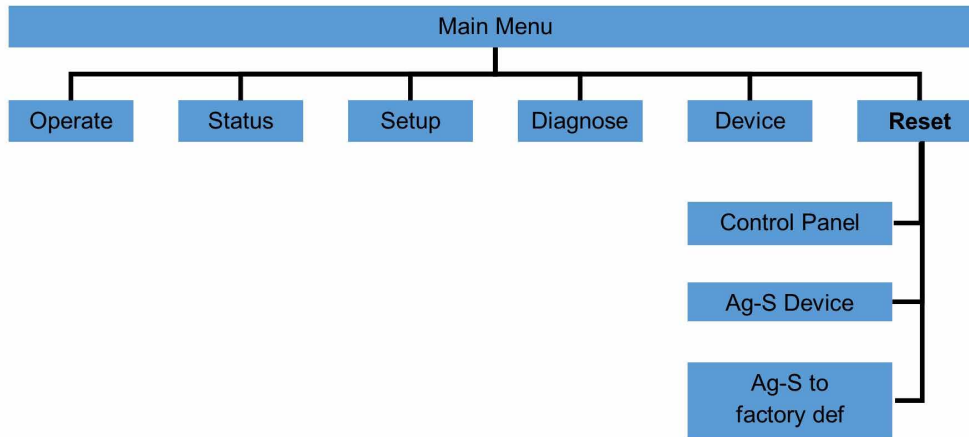 Main Menu
Operate
Status
Setup
Diagnose
Device
Reset
Control Panel
Ag-S Device
Ag-S to
factory def